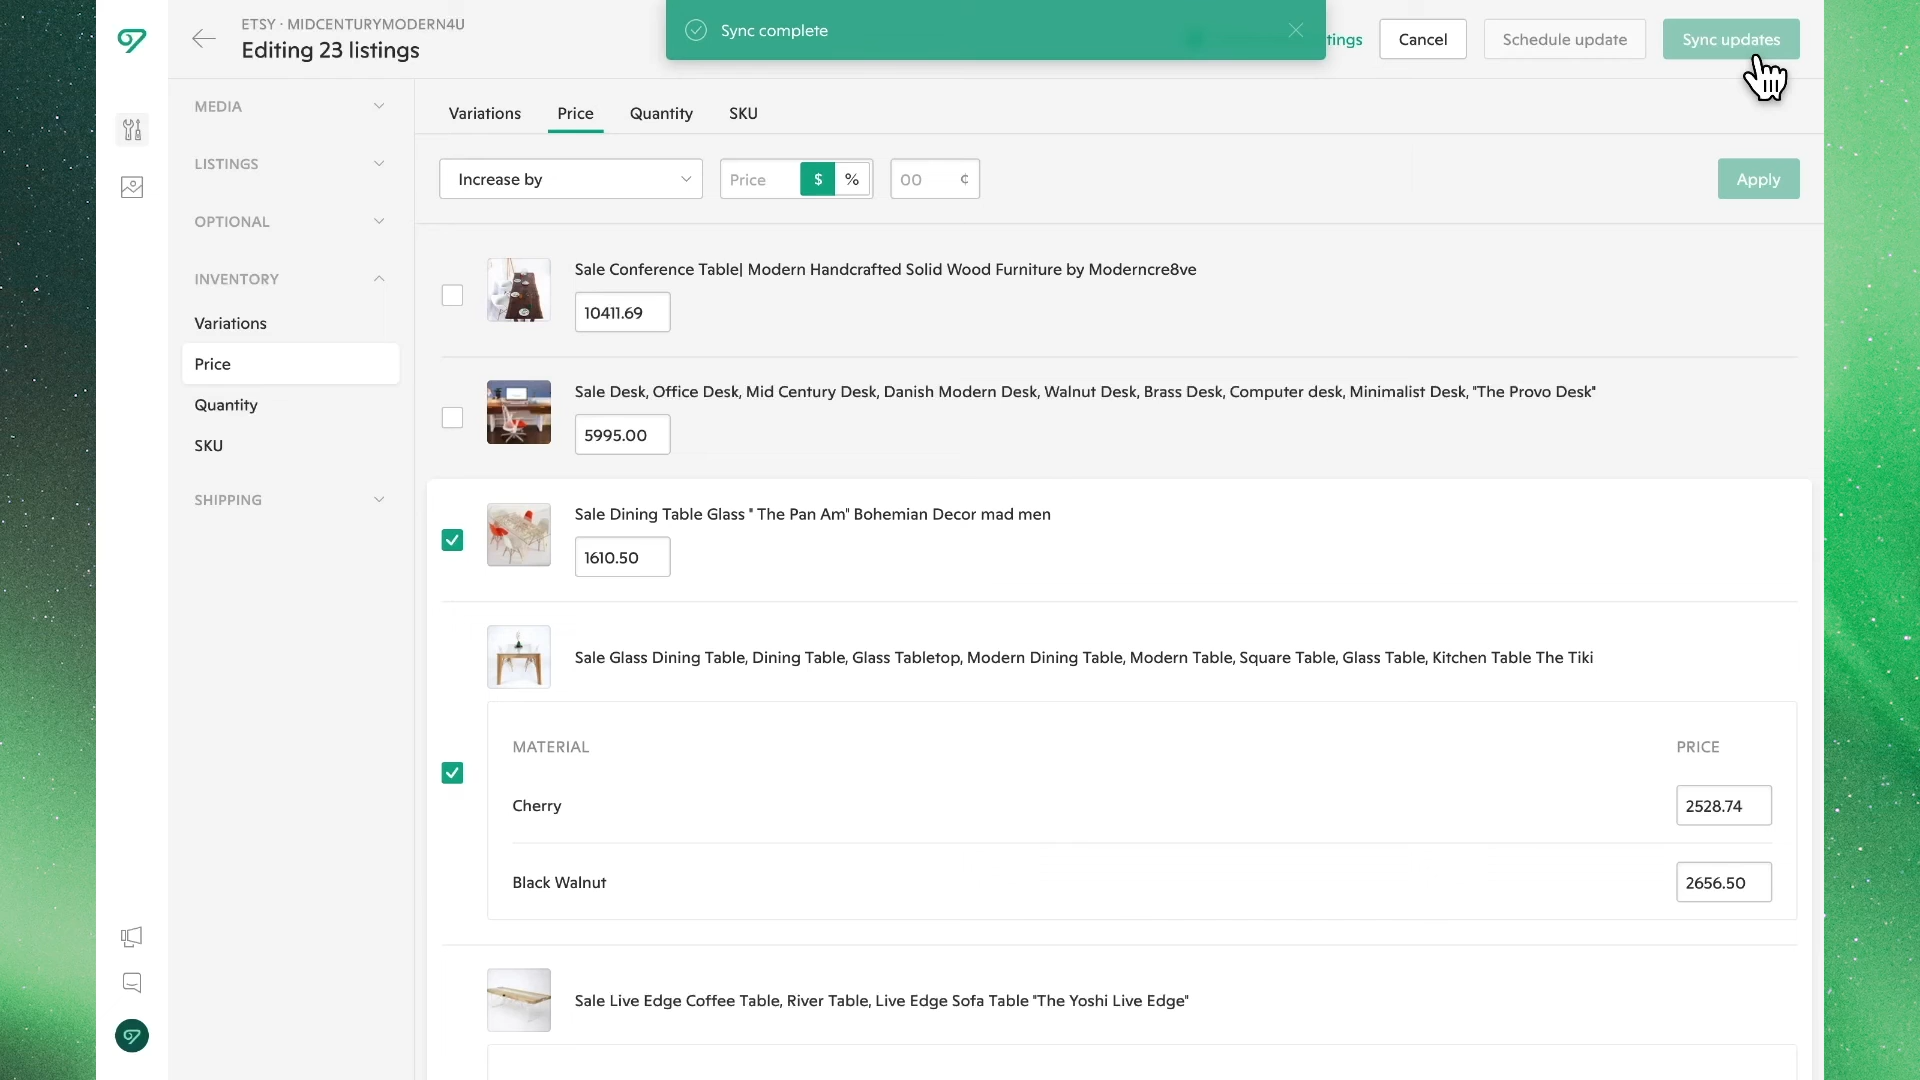 ETSY · MIDCENTURYMODERN4U
Editing 23 listings
Sync complete
tings
Cancel
Schedule update
Sync updates
MEDIA
LISTINGS
OPTIONAL
INVENTORY
Variations
Price
Quantity
SKU
SHIPPING
Variations
Price
Quantity
SKU
Increase by
Price
$
%
00
¢
Apply
Sale Conference Table| Modern Handcrafted Solid Wood Furniture by Moderncre8ve
10411.69
Sale Desk, Office Desk, Mid Century Desk, Danish Modern Desk, Walnut Desk, Brass Desk, Computer desk, Minimalist Desk, "The Provo Desk"
5995.00
Sale Dining Table Glass " The Pan Am" Bohemian Decor mad men
1610.50
Sale Glass Dining Table, Dining Table, Glass Tabletop, Modern Dining Table, Modern Table, Square Table, Glass Table, Kitchen Table The Tiki
MATERIAL
PRICE
Cherry
2528.74
Black Walnut
2656.50
Sale Live Edge Coffee Table, River Table, Live Edge Sofa Table "The Yoshi Live Edge"